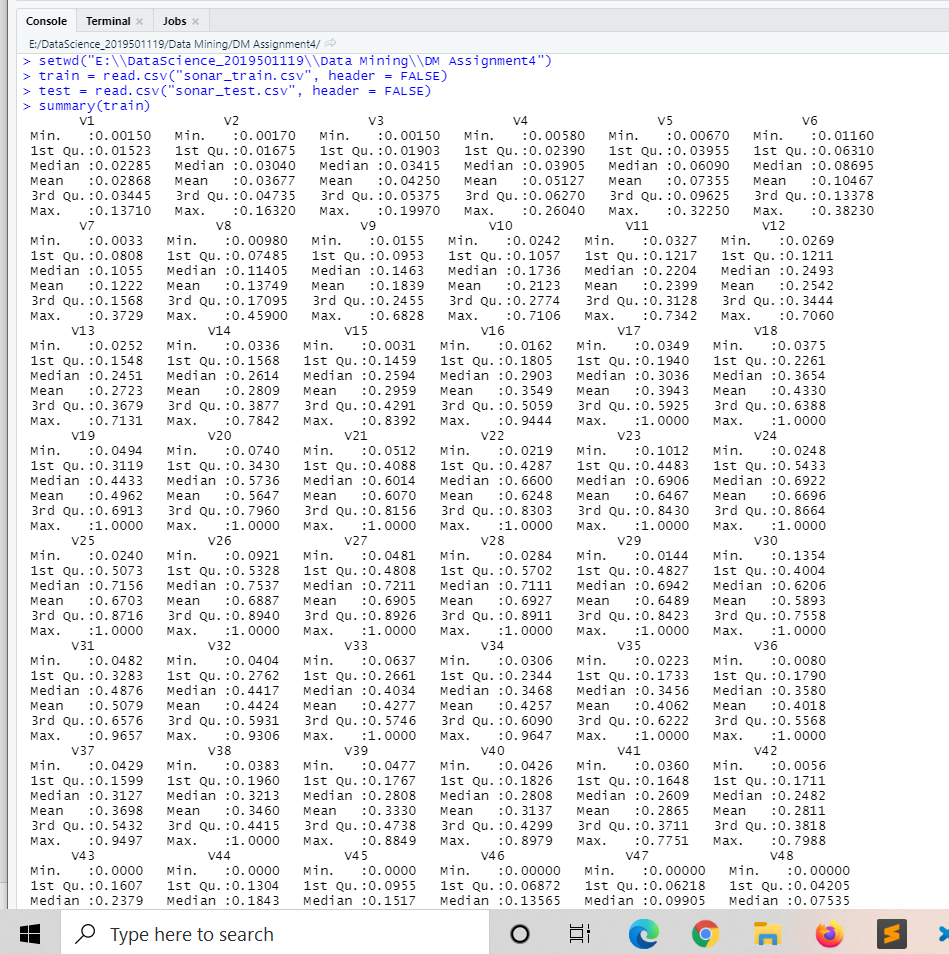 Console Terminal Jobs
E:/DataScience_2019501119/Data Mining/DM Assignment4/
> setwd("E:\\DataScience_2019501119\\Data Mining\\DM Assignment4")
> train = read.csv("sonar_train.csv", header = FALSE)
> test = read.csv("sonar_test.csv", header = FALSE)
> summary(train)
V1 V2 V3 V4 V5 V6
Min. :0.00150 Min. :0.00170 Min. :0.00150 Min. :0.00580 Min. :0.00670 Min. :0.01160
1st Qu.:0.01523 1st Qu.:0.01675 1st Qu.:0.01903 1st Qu.:0.02390 1st Qu.:0.03955 1st Qu.:0.06310
Median :0.02285 Median :0.03040 Median :0.03415 Median :0.03905 Median :0.06090 Median :0.08695
Mean :0.02868 Mean :0.03677 Mean :0.04250 Mean :0.05127 Mean :0.07355 Mean :0.10467
3rd Qu.:0.03445 3rd Qu.:0.04735 3rd Qu.:0.05375 3rd Qu.:0.06270 3rd Qu.:0.09625 3rd Qu.:0.13378
Max. :0.13710 Max. :0.16320 Max. :0.19970 Max. :0.26040 Max. :0.32250 Max. :0.38230
V7 V8 V9 V10 V11 V12
Min. :0.0033 Min. :0.00980 Min. :0.0155 Min. :0.0242 Min. :0.0327 Min. :0.0269
1st Qu.:0.0808 1st Qu.:0.07485 1st Qu.:0.0953 1st Qu.:0.1057 1st Qu.:0.1217 1st Qu.:0.1211
Median :0.1055 Median :0.11405 Median :0.1463 Median :0.1736 Median :0.2204 Median :0.2493
Mean :0.1222 Mean :0.13749 Mean :0.1839 Mean :0.2123 Mean :0.2399 Mean :0.2542
3rd Qu.:0.1568 3rd Qu.:0.17095 3rd Qu.:0.2455 3rd Qu.:0.2774 3rd Qu.:0.3128 3rd Qu.:0.3444
Max. :0.3729 Max. :0.45900 Max. :0.6828 Max. :0.7106 Max. :0.7342 Max. :0.7060
V13 V14 V15 V16 V17 V18
Min. :0.0252 Min. :0.0336 Min. :0.0031 Min. :0.0162 Min. :0.0349 Min. :0.0375
1st Qu.:0.1548 1st Qu.:0.1568 1st Qu.:0.1459 1st Qu.:0.1805 1st Qu.:0.1940 1st Qu.:0.2261
Median :0.2451 Median :0.2614 Median :0.2594 Median :0.2903 Median :0.3036 Median :0.3654
Mean :0.2723 Mean :0.2809 Mean :0.2959 Mean :0.3549 Mean :0.3943 Mean :0.4330
3rd Qu.:0.3679 3rd Qu.:0.3877 3rd Qu.:0.4291 3rd Qu.:0.5059 3rd Qu.:0.5925 3rd Qu.:0.6388
Max. :0.7131 Max. :0.7842 Max. :0.8392 Max. :0.9444 Max. :1.0000 Max. :1.0000
V19 V20 V21 V22 V23 V24
Min. :0.0494 Min. :0.0740 Min. :0.0512 Min. :0.0219 Min. :0.1012 Min. :0.0248
1st Qu.:0.3119 1st Qu.:0.3430 1st Qu.:0.4088 1st Qu.:0.4287 1st Qu.:0.4483 1st Qu.:0.5433
Median :0.4433 Median :0.5736 Median :0.6014 Median :0.6600 Median :0.6906 Median :0.6922
Mean :0.4962 Mean :0.5647 Mean :0.6070 Mean :0.6248 Mean :0.6467 Mean :0.6696
3rd Qu.:0.6913 3rd Qu.:0.7960 3rd Qu.:0.8156 3rd Qu.:0.8303 3rd Qu.:0.8430 3rd Qu.:0.8664
Max. :1.0000 Max. :1.0000 Max. :1.0000 Max. :1.0000 Max. :1.0000 Max. :1.0000
V25 V26 V27 V28 V29 V30
Min. :0.0240 Min. :0.0921 Min. :0.0481 Min. :0.0284 Min. :0.0144 Min. :0.1354
1st Qu.:0.5073 1st Qu.:0.5328 1st Qu.:0.4808 1st Qu.:0.5702 1st Qu.:0.4827 1st Qu.:0.4004
Median :0.7156 Median :0.7537 Median :0.7211 Median :0.7111 Median :0.6942 Median :0.6206
Mean :0.6703 Mean :0.6887 Mean :0.6905 Mean :0.6927 Mean :0.6489 Mean :0.5893
3rd Qu.:0.8716 3rd Qu.:0.8940 3rd Qu.:0.8926 3rd Qu.:0.8911 3rd Qu.:0.8423 3rd Qu.:0.7558
Max. :1.0000 Max. :1.0000 Max. :1.0000 Max. :1.0000 Max. :1.0000 Max. :1.0000
V31 V32 V33 V34 V35 V36
Min. :0.0482 Min. :0.0404 Min. :0.0637 Min. :0.0306 Min. :0.0223 Min. :0.0080
1st Qu.:0.3283 1st Qu.:0.2762 1st Qu.:0.2661 1st Qu.:0.2344 1st Qu.:0.1733 1st Qu.:0.1790
Median :0.4876 Median :0.4417 Median :0.4034 Median :0.3468 Median :0.3456 Median :0.3580
Mean :0.5079 Mean :0.4424 Mean :0.4277 Mean :0.4257 Mean :0.4062 Mean :0.4018
3rd Qu.:0.6576 3rd Qu.:0.5931 3rd Qu.:0.5746 3rd Qu.:0.6090 3rd Qu.:0.6222 3rd Qu.:0.5568
Max. :0.9657 Max. :0.9306 Max. :1.0000 Max. :0.9647 Max. :1.0000 Max. :1.0000
V37 V38 V39 V40 V41 V42
Min. :0.0429 Min. :0.0383 Min. :0.0477 Min. :0.0426 Min. :0.0360 Min. :0.0056
1st Qu.:0.1599 1st Qu.:0.1960 1st Qu.:0.1767 1st Qu.:0.1826 1st Qu.:0.1648 1st Qu.:0.1711
Median :0.3127 Median :0.3213 Median :0.2808 Median :0.2808 Median :0.2609 Median :0.2482
Mean :0.3698 Mean :0.3460 Mean :0.3330 Mean :0.3137 Mean :0.2865 Mean :0.2811
3rd Qu.:0.5432 3rd Qu.:0.4415 3rd Qu.:0.4738 3rd Qu.:0.4299 3rd Qu.:0.3711 3rd Qu.:0.3818
Max. :0.9497 Max. :1.0000 Max. :0.8849 Max. :0.8979 Max. :0.7751 Max. :0.7988
V43 V44 V45 V46 V47 V48
Min. :0.0000 Min. :0.0000 Min. :0.0000 Min. :0.00000 Min. :0.00000 Min. :0.00000
1st Qu.:0.1607 1st Qu.:0.1304 1st Qu.:0.0955 1st Qu.:0.06872 1st Qu.:0.06218 1st Qu.:0.04205
Median :0.2379 Median :0.1843 Median :0.1517 Median :0.13565 Median :0.09905 Median :0.07535
Type here to search